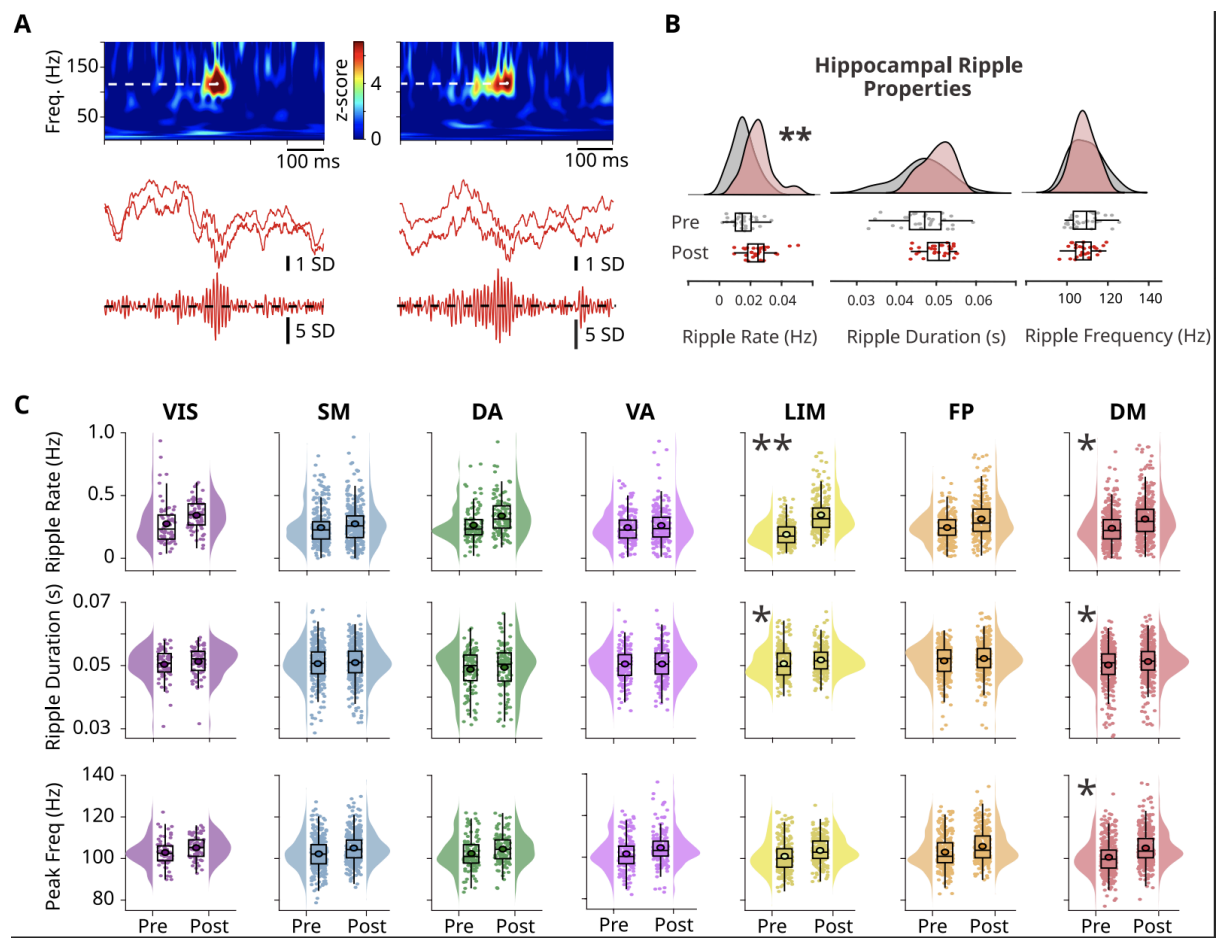 A
Freq. (Hz)
150
50
z-score
4
0
100 ms
100 ms
1 SD
1 SD
5 SD
5 SD
B
Hippocampal Ripple
Properties
**
Pre
Post
0 0.02 0.04
0.03 0.04 0.05 0.06
100 120 140
Ripple Rate (Hz)
Ripple Duration (s)
Ripple Frequency (Hz)
C
VIS SM DA VA LIM FP DM
Ripple Rate (Hz)
1.0
0.5
0
**
*
Ripple Duration (s)
0.07
0.05
0.03
*
*
Peak Freq (Hz)
140
120
100
80
*
Pre Post Pre Post Pre Post Pre Post Pre Post Pre Post Pre Post